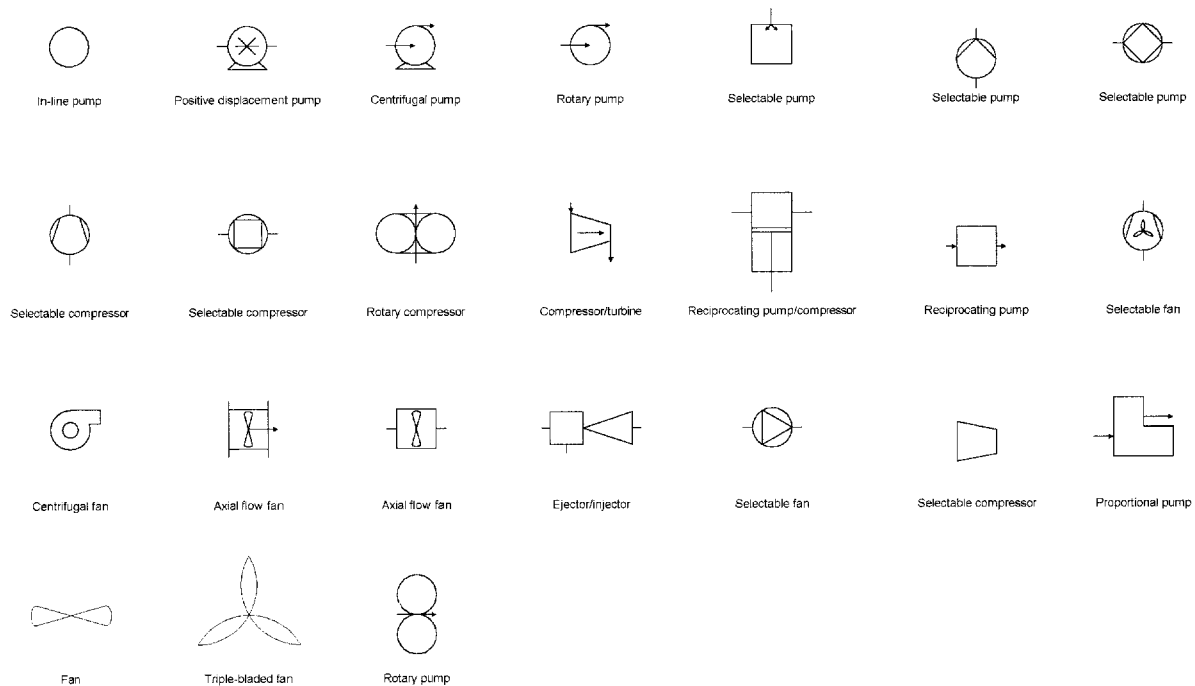 In-line pump
Positive displacement pump
Centrifugal pump
Rotary pump
Selectable pump
Selectable pump
Selectable pump
Selectable compressor
Selectable compressor
Rotary compressor
Compressor/turbine
Reciprocating pump/compressor
Reciprocating pump
Selectable fan
Centrifugal fan
Axial flow fan
Axial flow fan
Ejector/injector
Selectable fan
Selectable compressor
Proportional pump
Fan
Triple-bladed fan
Rotary pump